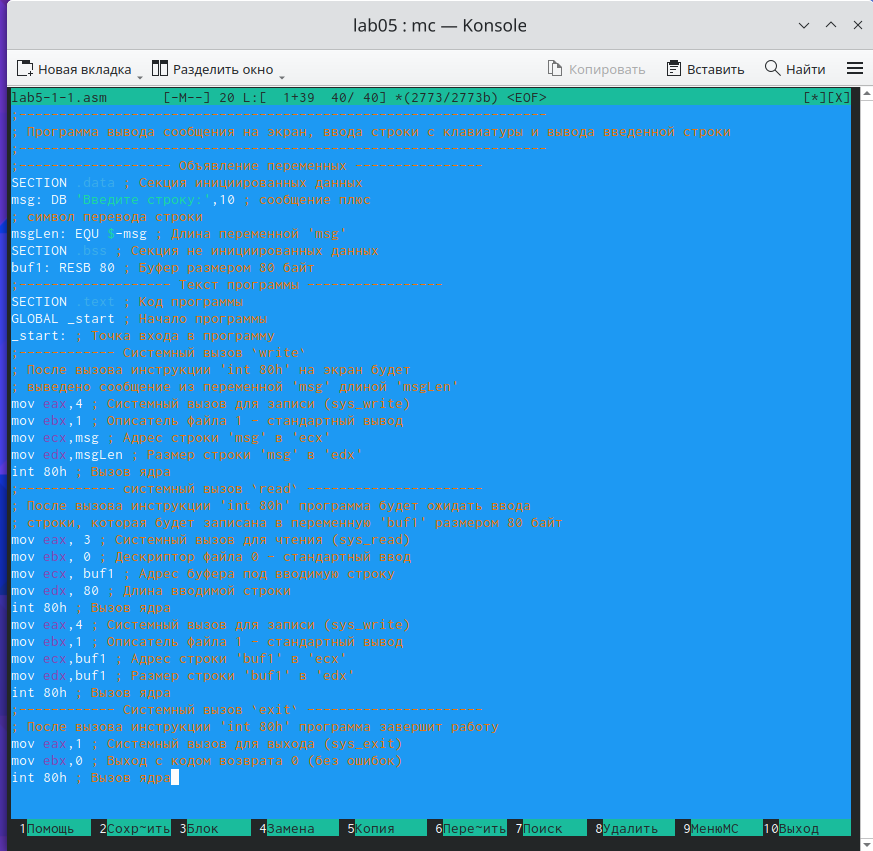 lab05 : mc — Konsole
Новая вкладка Разделить окно Копировать Вставить Найти
lab5-1-1.asm [-M--] 20 L:[ 1+39 40/ 40] *(2773/2773b) <EOF> [*][X]
;------------------------------------------------------------------
; Программа вывода сообщения на экран, ввода строки с клавиатуры и вывода введенной строки
;------------------------------------------------------------------
;------------------- Объявление переменных ----------------
SECTION .data ; Секция инициированных данных
msg: DB 'Введите строку:',10 ; сообщение плюс
; символ перевода строки
msgLen: EQU $-msg ; Длина переменной 'msg'
SECTION .bss ; Секция не инициированных данных
buf1: RESB 80 ; Буфер размером 80 байт
;------------------- Текст программы -----------------
SECTION .text ; Код программы
GLOBAL _start ; Начало программы
_start: ; Точка входа в программу
;------------ Системный вызов 'write'
; После вызова инструкции 'int 80h' на экран будет
; выведено сообщение из переменной 'msg' длиной 'msgLen'
mov eax,4 ; Системный вызов для записи (sys_write)
mov ebx,1 ; Описатель файла 1 - стандартный вывод
mov ecx,msg ; Адрес строки 'msg' в 'ecx'
mov edx,msgLen ; Размер строки 'msg' в 'edx'
int 80h ; Вызов ядра
;------------ системный вызов 'read' ----------------------
; После вызова инструкции 'int 80h' программа будет ожидать ввода
; строки, которая будет записана в переменную 'buf1' размером 80 байт
mov eax, 3 ; Системный вызов для чтения (sys_read)
mov ebx, 0 ; Дескриптор файла 0 - стандартный ввод
mov ecx, buf1 ; Адрес буфера под вводимую строку
mov edx, 80 ; Длина вводимой строки
int 80h ; Вызов ядра
mov eax,4 ; Системный вызов для записи (sys_write)
mov ebx,1 ; Описатель файла 1 - стандартный вывод
mov ecx,buf1 ; Адрес строки 'buf1' в 'ecx'
mov edx,buf1 ; Размер строки 'buf1' в 'edx'
int 80h ; Вызов ядра
;------------ Системный вызов 'exit' ----------------------
; После вызова инструкции 'int 80h' программа завершит работу
mov eax,1 ; Системный вызов для выхода (sys_exit)
mov ebx,0 ; Выход с кодом возврата 0 (без ошибок)
int 80h ; Вызов ядра
1Помощь 2Сохр~ить 3Блок 4Замена 5Копия 6Пере~ить 7Поиск 8Удалить 9МенюMC 10Выход